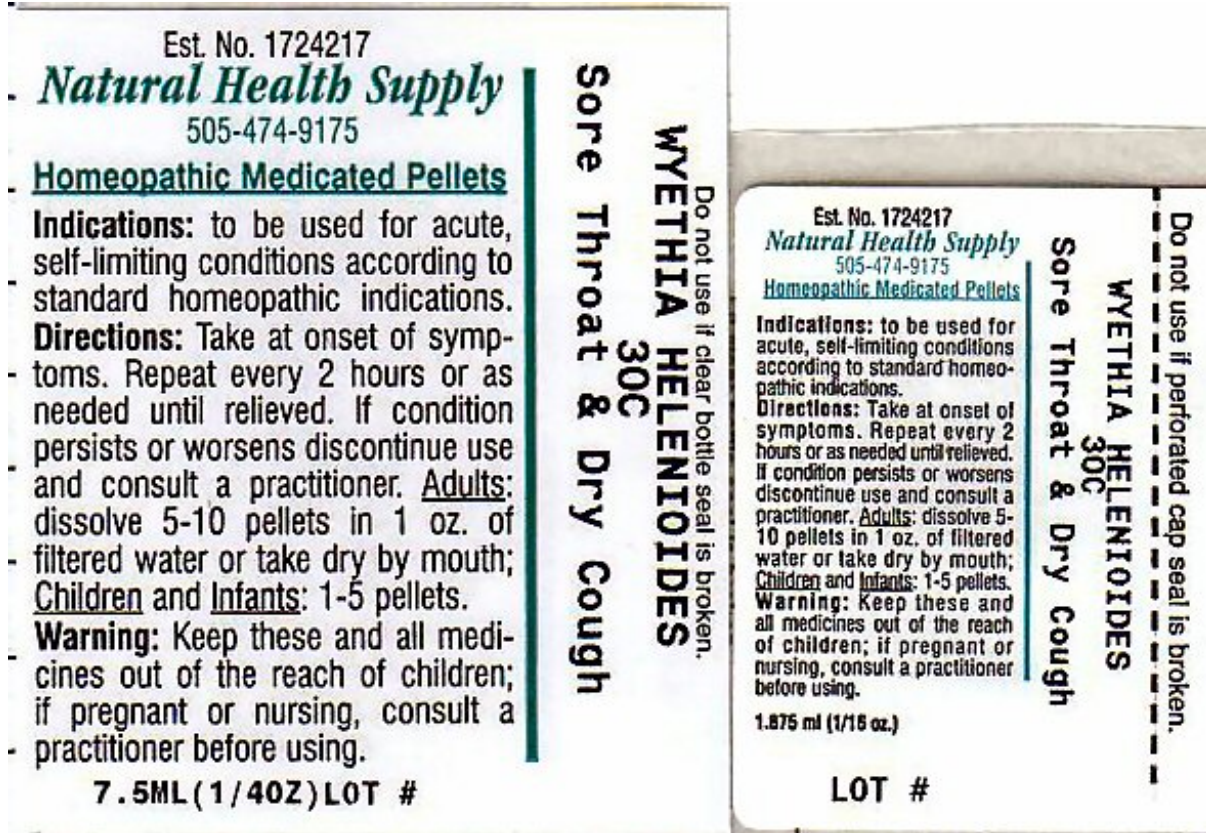 Est. No. 1724217
Natural Health Supply
505-474-9175
Homeopathic Medicated Pellets
Indications: to be used for acute,
self-limiting conditions according to
standard homeopathic indications.
Directions: Take at onset of symp-
toms. Repeat every 2 hours or as
needed until relieved. If condition
persists or worsens discontinue use
and consult a practitioner. Adults:
dissolve 5-10 pellets in 1 oz. of
filtered water or take dry by mouth;
Children and Infants: 1-5 pellets.
Warning: Keep these and all medi-
cines out of the reach of children;
if pregnant or nursing, consult a
practitioner before using.
7.5ML(1/4OZ)LOT #
Do not use if clear bottle seal is broken.
WYETHIA HELENIOIDES
30C
Sore Throat & Dry Cough
Est. No. 1724217
Natural Health Supply
505-474-9175
Homeopathic Medicated Pellets
Indications: to be used for
acute, self-limiting conditions
according to standard homeo-
pathic indications.
Directions: Take at onset of
symptoms. Repeat every 2
hours or as needed until relieved.
If condition persists or worsens
discontinue use and consult a
practitioner. Adults: dissolve 5-
10 pellets in 1 oz. of filtered
water or take dry by mouth;
Children and Infants: 1-5 pellets.
Warning: Keep these and
all medicines out of the reach
of children; if pregnant or
nursing, consult a practitioner
before using.
1.875 ml (1/16 oz.)
LOT #
Do not use if perforated cap seal is broken.
WYETHIA HELENIOIDES
30C
Sore Throat & Dry Cough